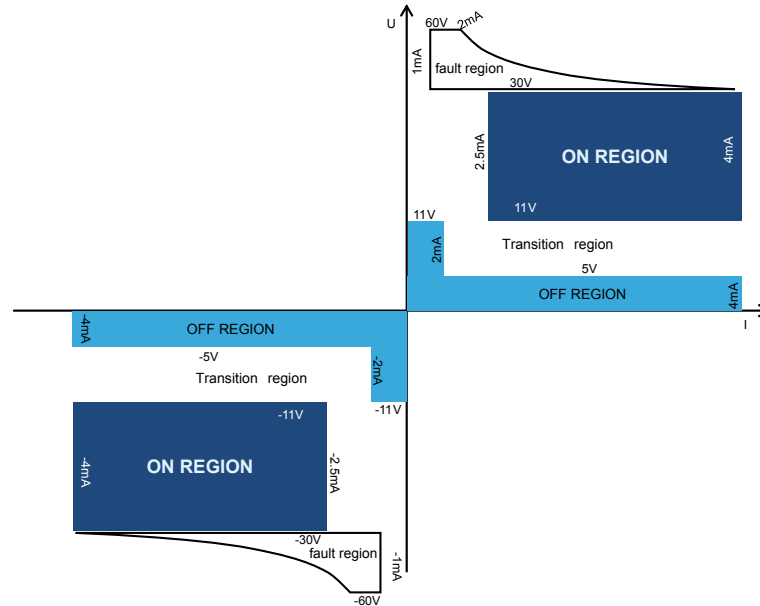 60V
2mA
U
1mA
fault region
30V
2.5mA
ON REGION
4mA
11V
11V
2mA
Transition region
5V
OFF REGION
4mA
I
-4mA
OFF REGION
-5V
-2mA
Transition region
-11V
-11V
-4mA
ON REGION
-2.5mA
-30V
fault region
-1mA
-60V